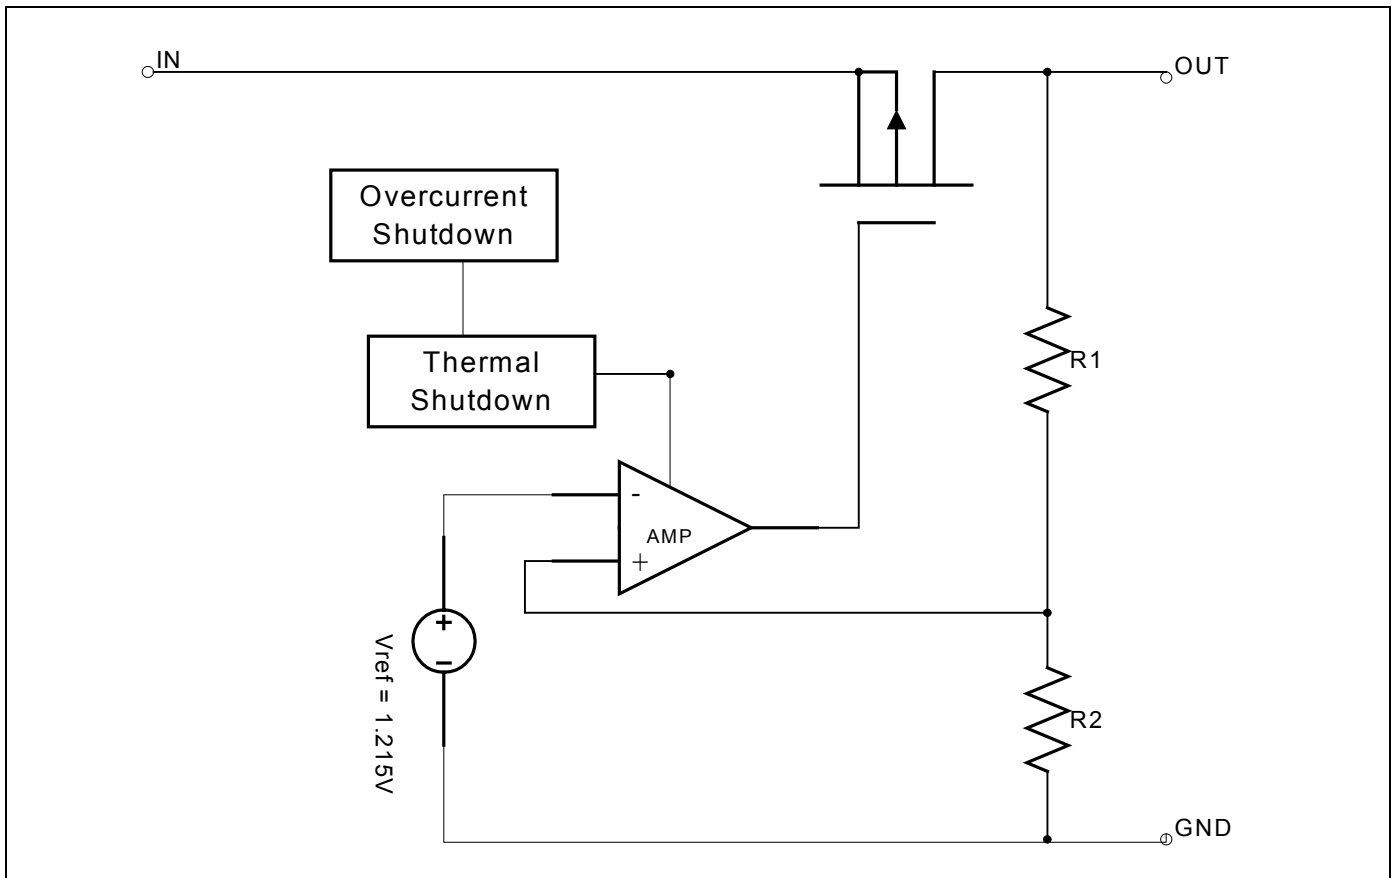 IN
OUT
Overcurrent
Shutdown
Thermal
Shutdown
R1
-
AMP
+
+
−
Vref = 1.215V
R2
GND